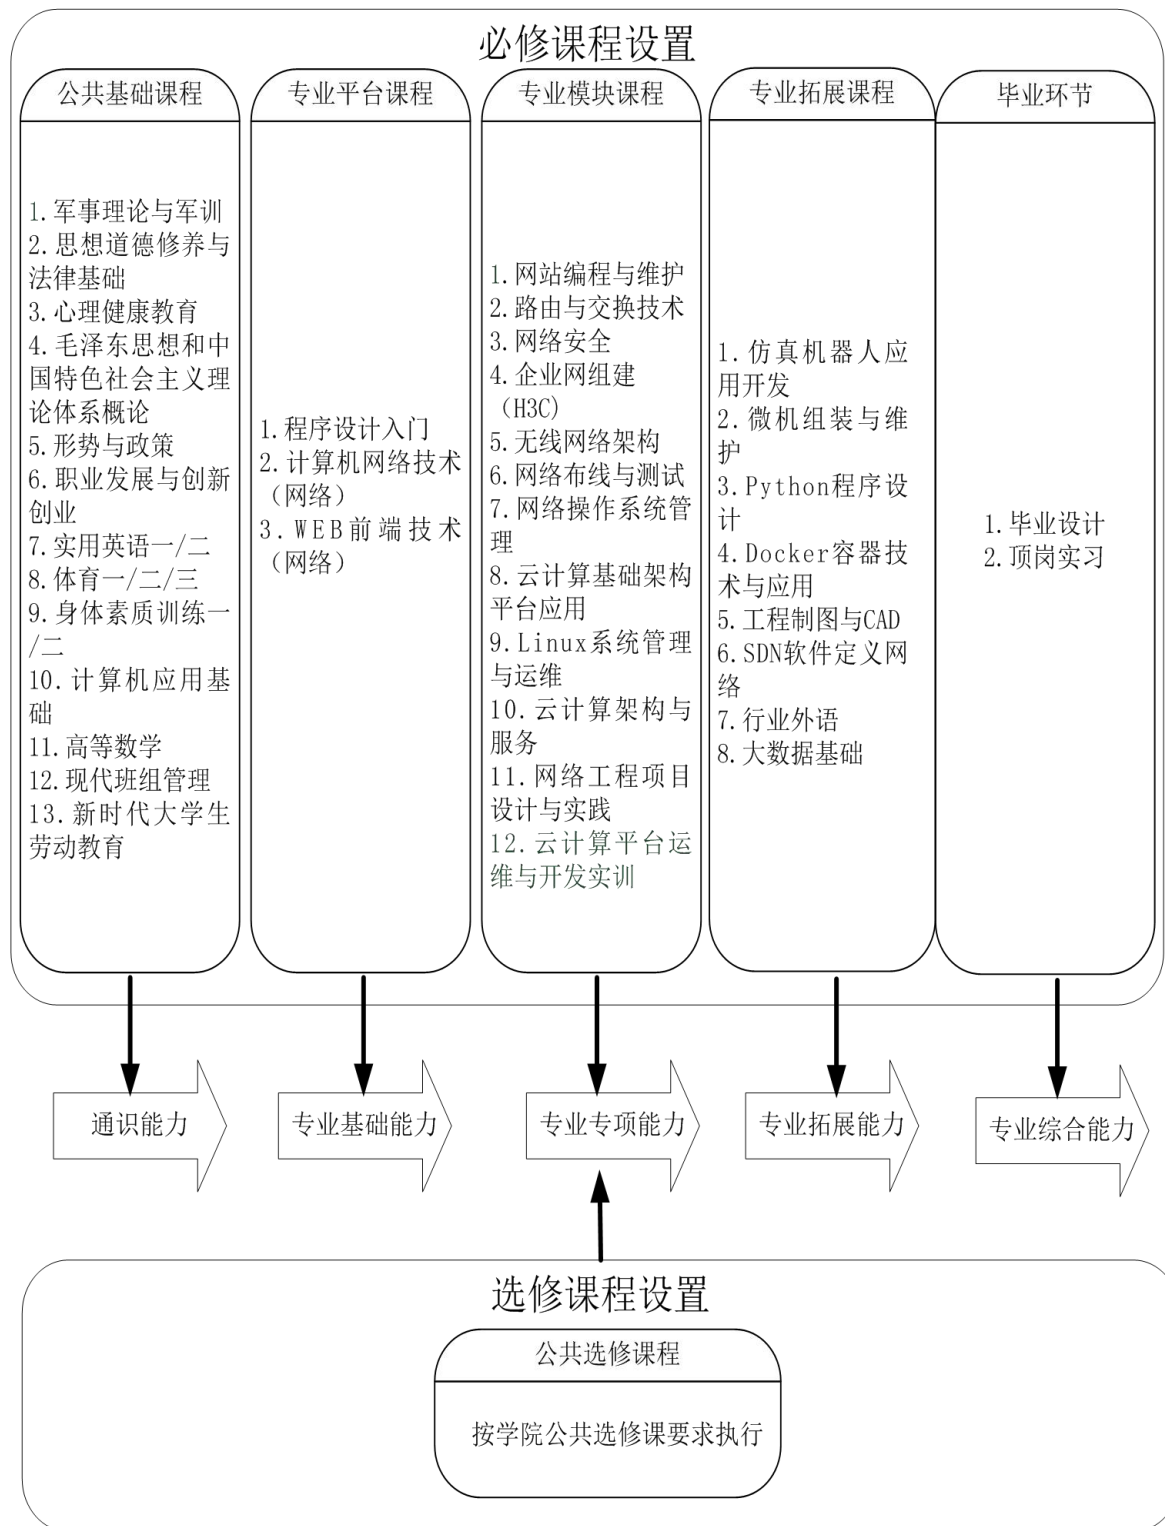 必修课程设置
公共基础课程
1.军事理论与军训
2.思想道德修养与
法律基础
3.心理健康教育
4.毛泽东思想和中
国特色社会主义理
论体系概论
5.形势与政策
6.职业发展与创新
创业
7.实用英语一/二
8.体育一/二/三
9.身体素质训练一
/二
10.计算机应用基
础
11.高等数学
12.现代班组管理
13.新时代大学生
劳动教育
专业平台课程
1.程序设计入门
2.计算机网络技术
（网络）
3.WEB前端技术
（网络）
专业模块课程
1.网站编程与维护
2.路由与交换技术
3.网络安全
4.企业网组建
（H3C）
5.无线网络架构
6.网络布线与测试
7.网络操作系统管
理
8.云计算基础架构
平台应用
9.Linux系统管理
与运维
10.云计算架构与
服务
11.网络工程项目
设计与实践
12.云计算平台运
维与开发实训
专业拓展课程
1.仿真机器人应
用开发
2.微机组装与维
护
3.Python程序设
计
4.Docker容器技
术与应用
5.工程制图与CAD
6.SDN软件定义网
络
7.行业外语
8.大数据基础
毕业环节
1.毕业设计
2.顶岗实习
通识能力
专业基础能力
专业专项能力
专业拓展能力
专业综合能力
选修课程设置
公共选修课程
按学院公共选修课要求执行